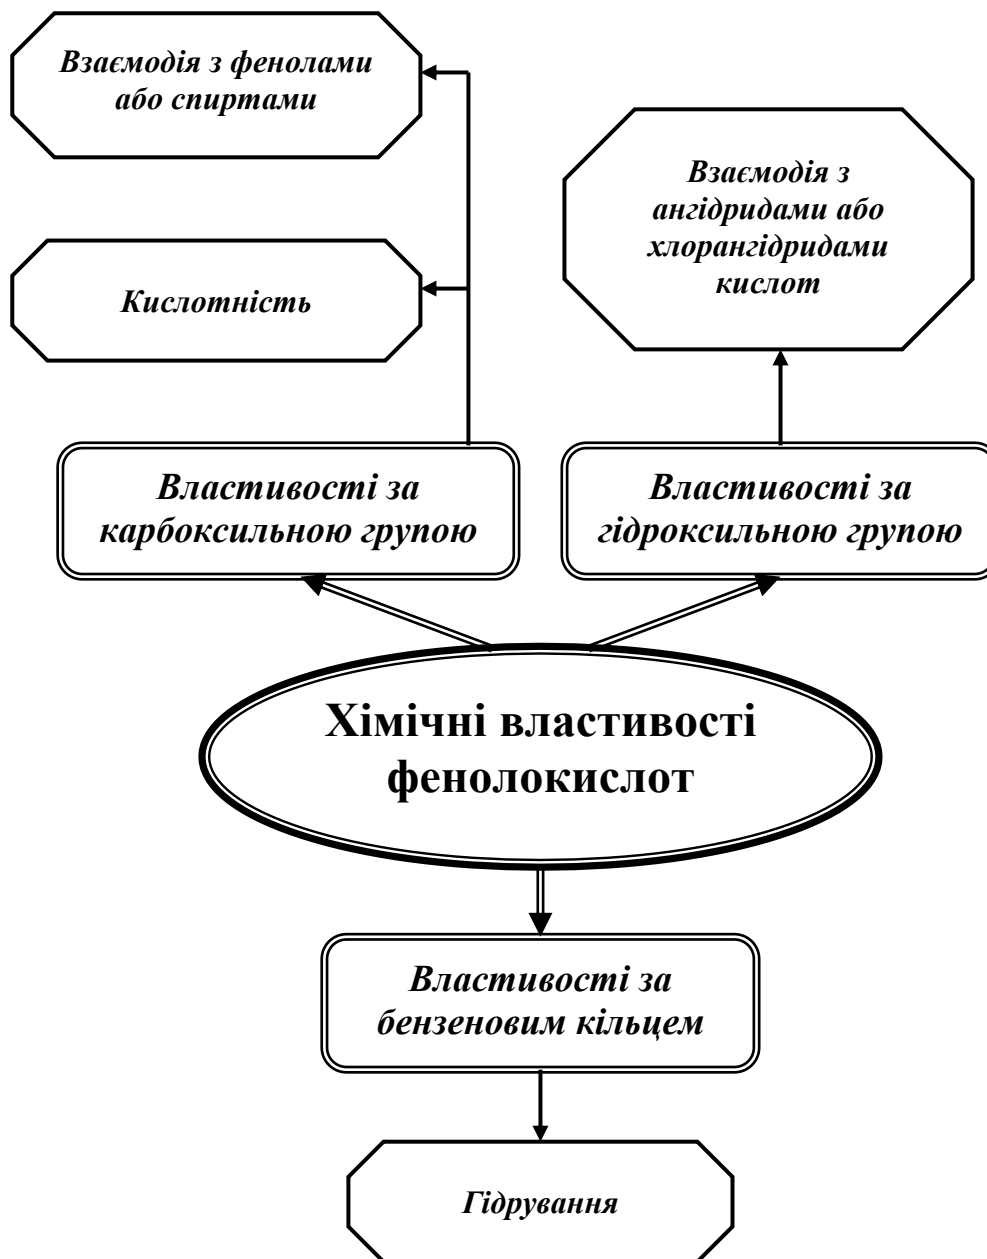 Взаємодія з фенолами
або спиртами
Взаємодія з
ангідридами або
хлорангідридами
кислот
Кислотність
Властивості за
карбоксильною групою
Властивості за
гідроксильною групою
Хімічні властивості
фенолокислот
Властивості за
бензеновим кільцем
Гідрування